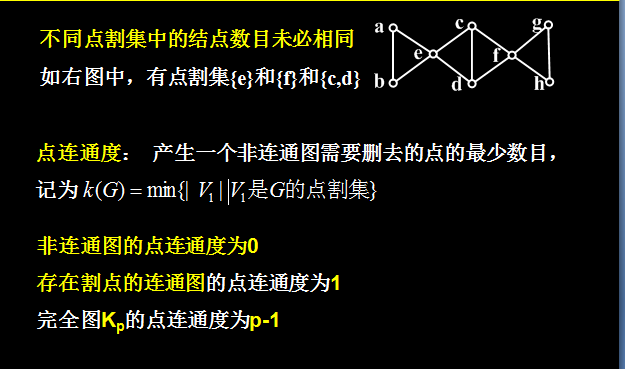 不同点割集中的结点数目未必相同
如右图中，有点割集{e}和{f}和{c,d}
a
c
g
e
f
b
d
h
点连通度： 产生一个非连通图需要删去的点的最少数目，
记为 k(G) = min{| V₁ | |V₁是G的点割集}
非连通图的点连通度为0
存在割点的连通图的点连通度为1
完全图Kₚ的点连通度为p-1